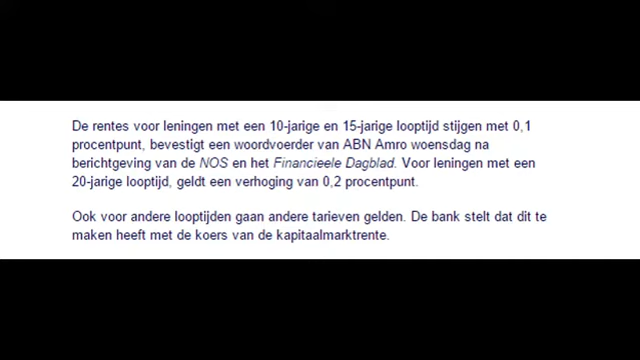 De rentes voor leningen met een 10-jarige en 15-jarige looptijd stijgen met 0,1
procentpunt, bevestigt een woordvoerder van ABN Amro woensdag na
berichtgeving van de NOS en het Financieele Dagblad. Voor leningen met een
20-jarige looptijd, geldt een verhoging van 0,2 procentpunt.
Ook voor andere looptijden gaan andere tarieven gelden. De bank stelt dat dit te
maken heeft met de koers van de kapitaalmarktrente.